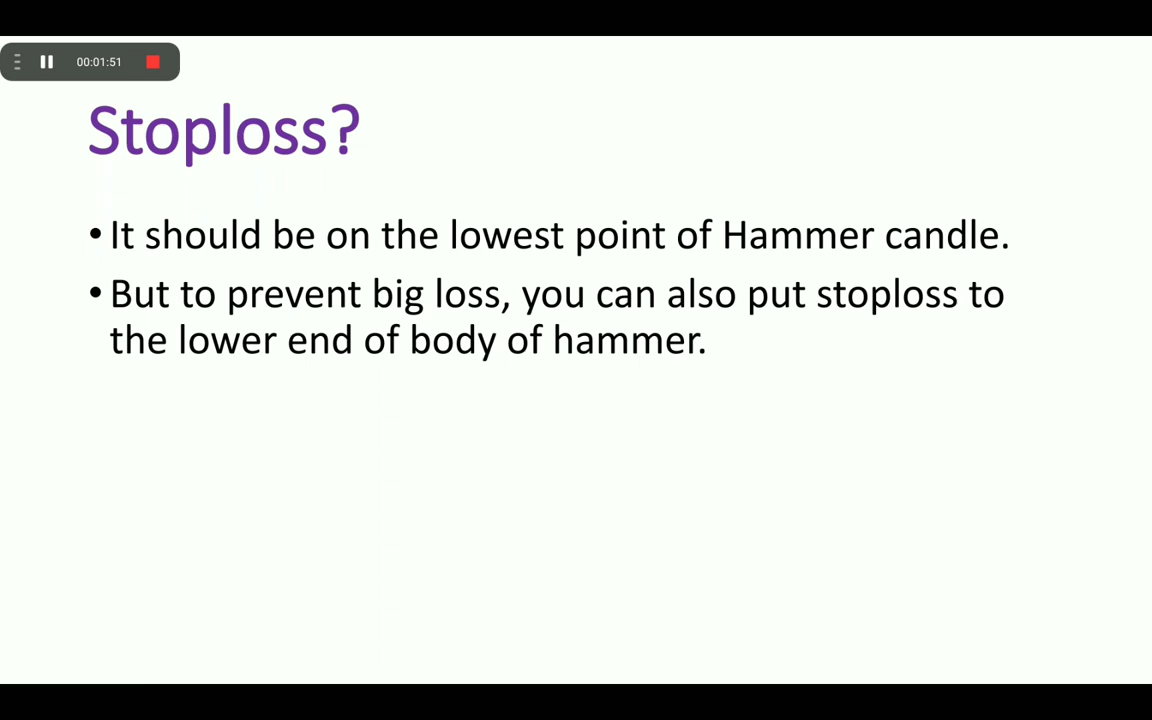 00:01:51
Stoploss?
• It should be on the lowest point of Hammer candle.
• But to prevent big loss, you can also put stoploss to
the lower end of body of hammer.